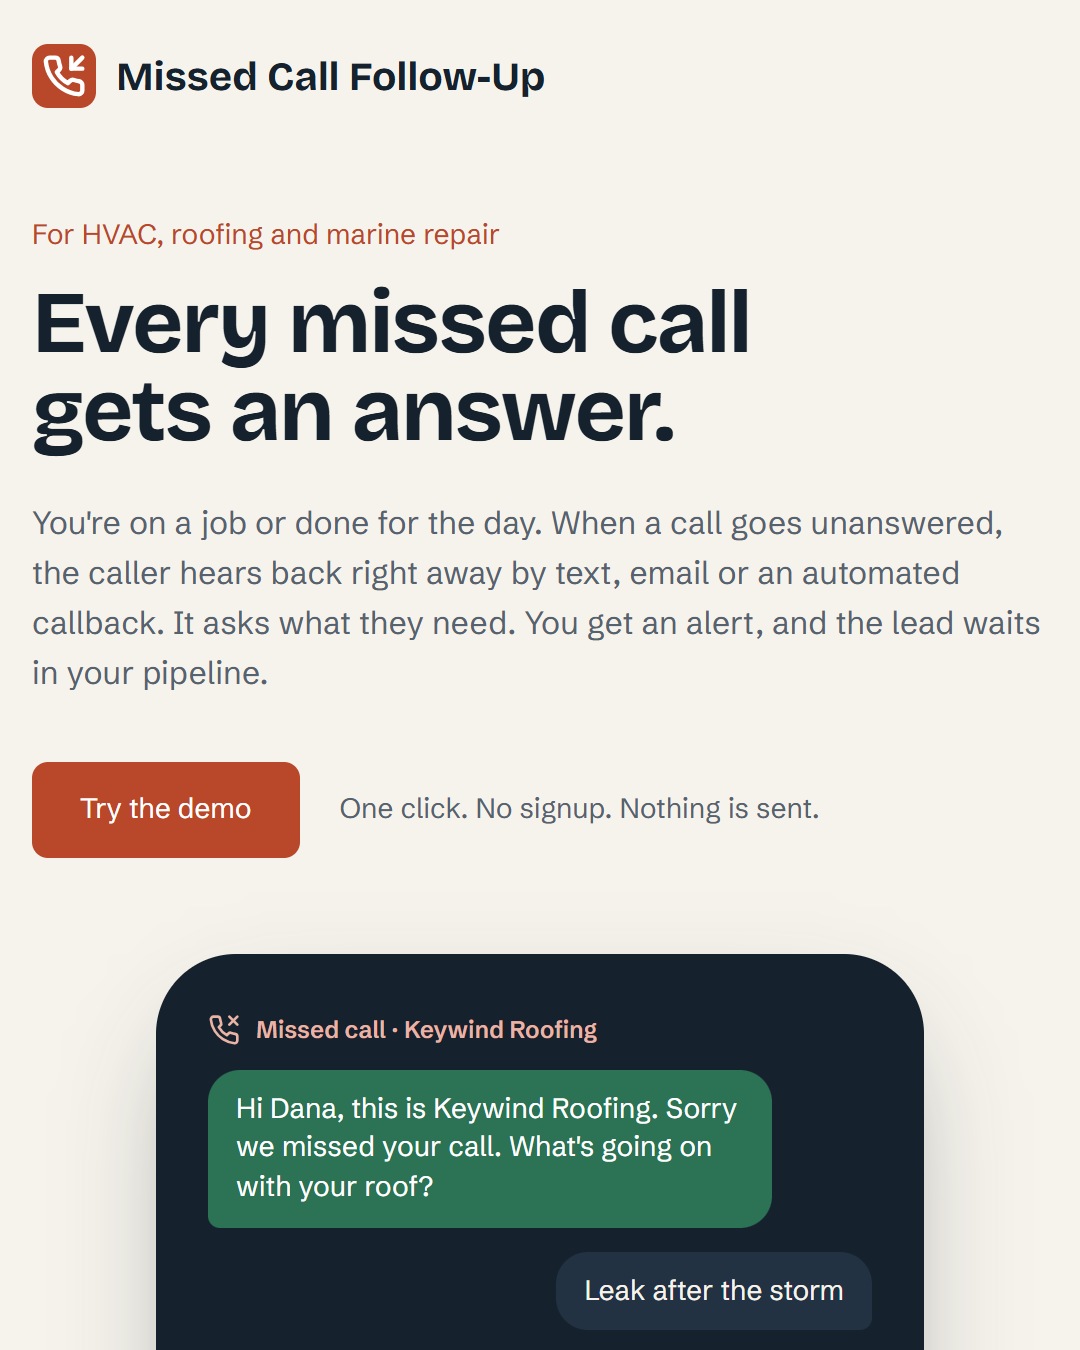 Missed Call Follow-Up
For HVAC, roofing and marine repair
Every missed call
gets an answer.
You're on a job or done for the day. When a call goes unanswered,
the caller hears back right away by text, email or an automated
callback. It asks what they need. You get an alert, and the lead waits
in your pipeline.
Try the demo
One click. No signup. Nothing is sent.
Missed call · Keywind Roofing
Hi Dana, this is Keywind Roofing. Sorry
we missed your call. What's going on
with your roof?
Leak after the storm